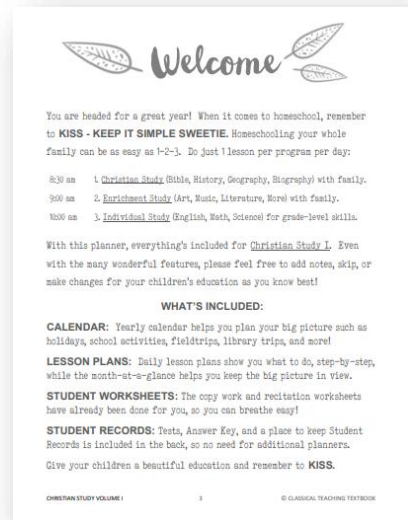 Welcome
You are headed for a great year! When it comes to homeschool, remember
to KISS - KEEP IT SIMPLE SWEETIE. Homeschooling your whole
family can be as easy as 1-2-3. Do just 1 lesson per program per day:
8:30 am 1. Christian Study (Bible, History, Geography, Biography) with family.
9:00 am 2. Enrichment Study (Art, Music, Literature, More) with family.
10:00 am 3. Individual Study (English, Math, Science) for grade-level skills.
With this planner, everything's included for Christian Study I. Even
with the many wonderful features, please feel free to add notes, skip, or
make changes for your children's education as you know best!
WHAT'S INCLUDED:
CALENDAR: Yearly calendar helps you plan your big picture such as
holidays, school activities, fieldtrips, library trips, and more!
LESSON PLANS: Daily lesson plans show you what to do, step-by-step,
while the month-at-a-glance helps you keep the big picture in view.
STUDENT WORKSHEETS: The copy work and recitation worksheets
have already been done for you, so you can breathe easy!
STUDENT RECORDS: Tests, Answer Key, and a place to keep Student
Records is included in the back, so no need for additional planners.
Give your children a beautiful education and remember to KISS.
CHRISTIAN STUDY VOLUME I 3 © CLASSICAL TEACHING TEXTBOOK